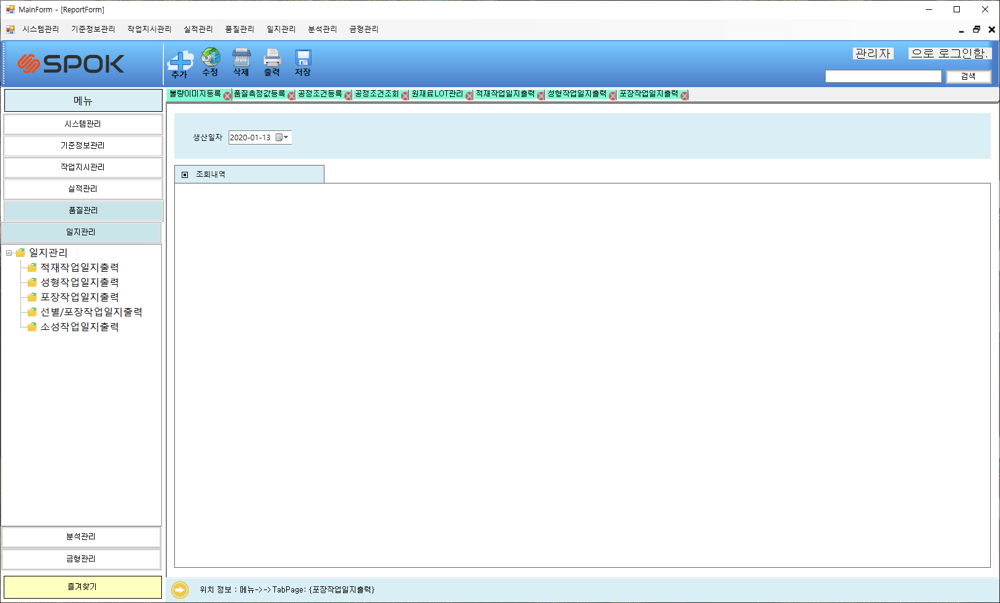 MainForm - [ReportForm]
시스템관리 기준정보관리 작업지시관리 실적관리 품질관리 일지관리 분석관리 금형관리
SPOK
추가 수정 삭제 출력 저장
관리자 으로 로그인함.
검색
메뉴
불량이미지등록 품질측정값등록 공정조건등록 공정조건조회 원재료LOT관리 적재작업일지출력 성형작업일지출력 포장작업일지출력
시스템관리
기준정보관리
작업지시관리
실적관리
품질관리
일지관리
일지관리
적재작업일지출력
성형작업일지출력
포장작업일지출력
선별/포장작업일지출력
소성작업일지출력
분석관리
금형관리
즐겨찾기
생산일자 2020-01-13
조회내역
위치 정보 : 메뉴->->TabPage: {포장작업일지출력}